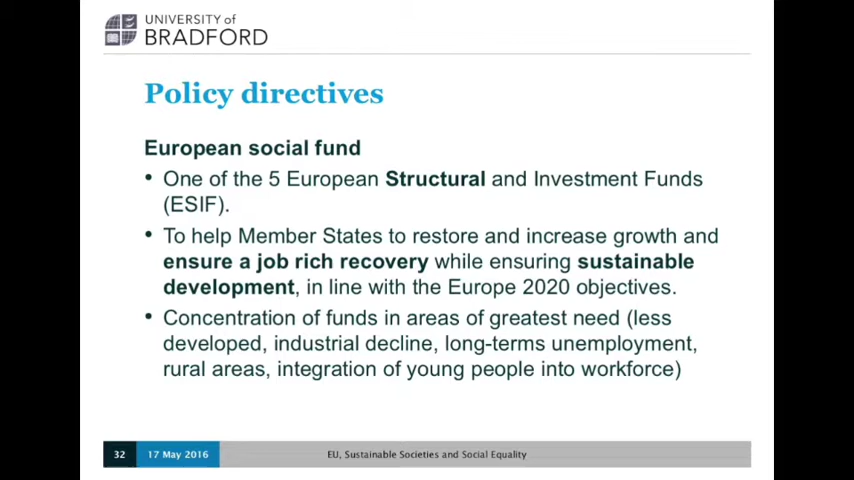 UNIVERSITY of
BRADFORD
Policy directives
European social fund
• One of the 5 European Structural and Investment Funds
(ESIF).
• To help Member States to restore and increase growth and
ensure a job rich recovery while ensuring sustainable
development, in line with the Europe 2020 objectives.
• Concentration of funds in areas of greatest need (less
developed, industrial decline, long-terms unemployment,
rural areas, integration of young people into workforce)
32 17 May 2016 EU, Sustainable Societies and Social Equality